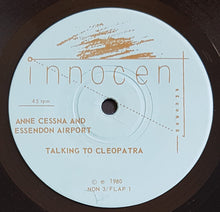 innocent
RECORDS
45 rpm
ANNE CESSNA AND
ESSENDON AIRPORT
TALKING TO CLEOPATRA
© ℗ 1980
NON 3/FLAP 1